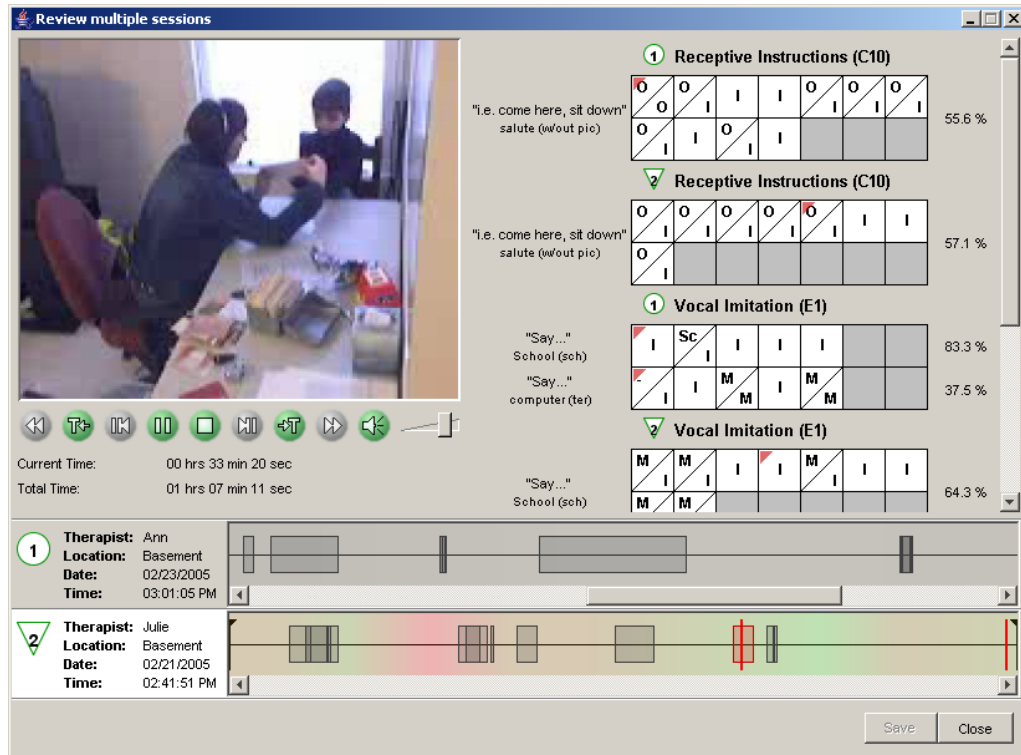 Review multiple sessions
1 Receptive Instructions (C10)
"i.e. come here, sit down"
salute (w/out pic)
O O O I I I O I O I O I
O I I O I I
55.6 %
2 Receptive Instructions (C10)
"i.e. come here, sit down"
salute (w/out pic)
O I O I O I O I O I I I
O I
57.1 %
1 Vocal Imitation (E1)
"Say..."
School (sch)
I Sc I I I I
83.3 %
"Say..."
computer (ter)
- I I M M I M M
37.5 %
2 Vocal Imitation (E1)
"Say..."
School (sch)
M I M I I I M I I I
M M
64.3 %
T T
Current Time: 00 hrs 33 min 20 sec
Total Time: 01 hrs 07 min 11 sec
1
Therapist: Ann
Location: Basement
Date: 02/23/2005
Time: 03:01:05 PM
2
Therapist: Julie
Location: Basement
Date: 02/21/2005
Time: 02:41:51 PM
Save Close